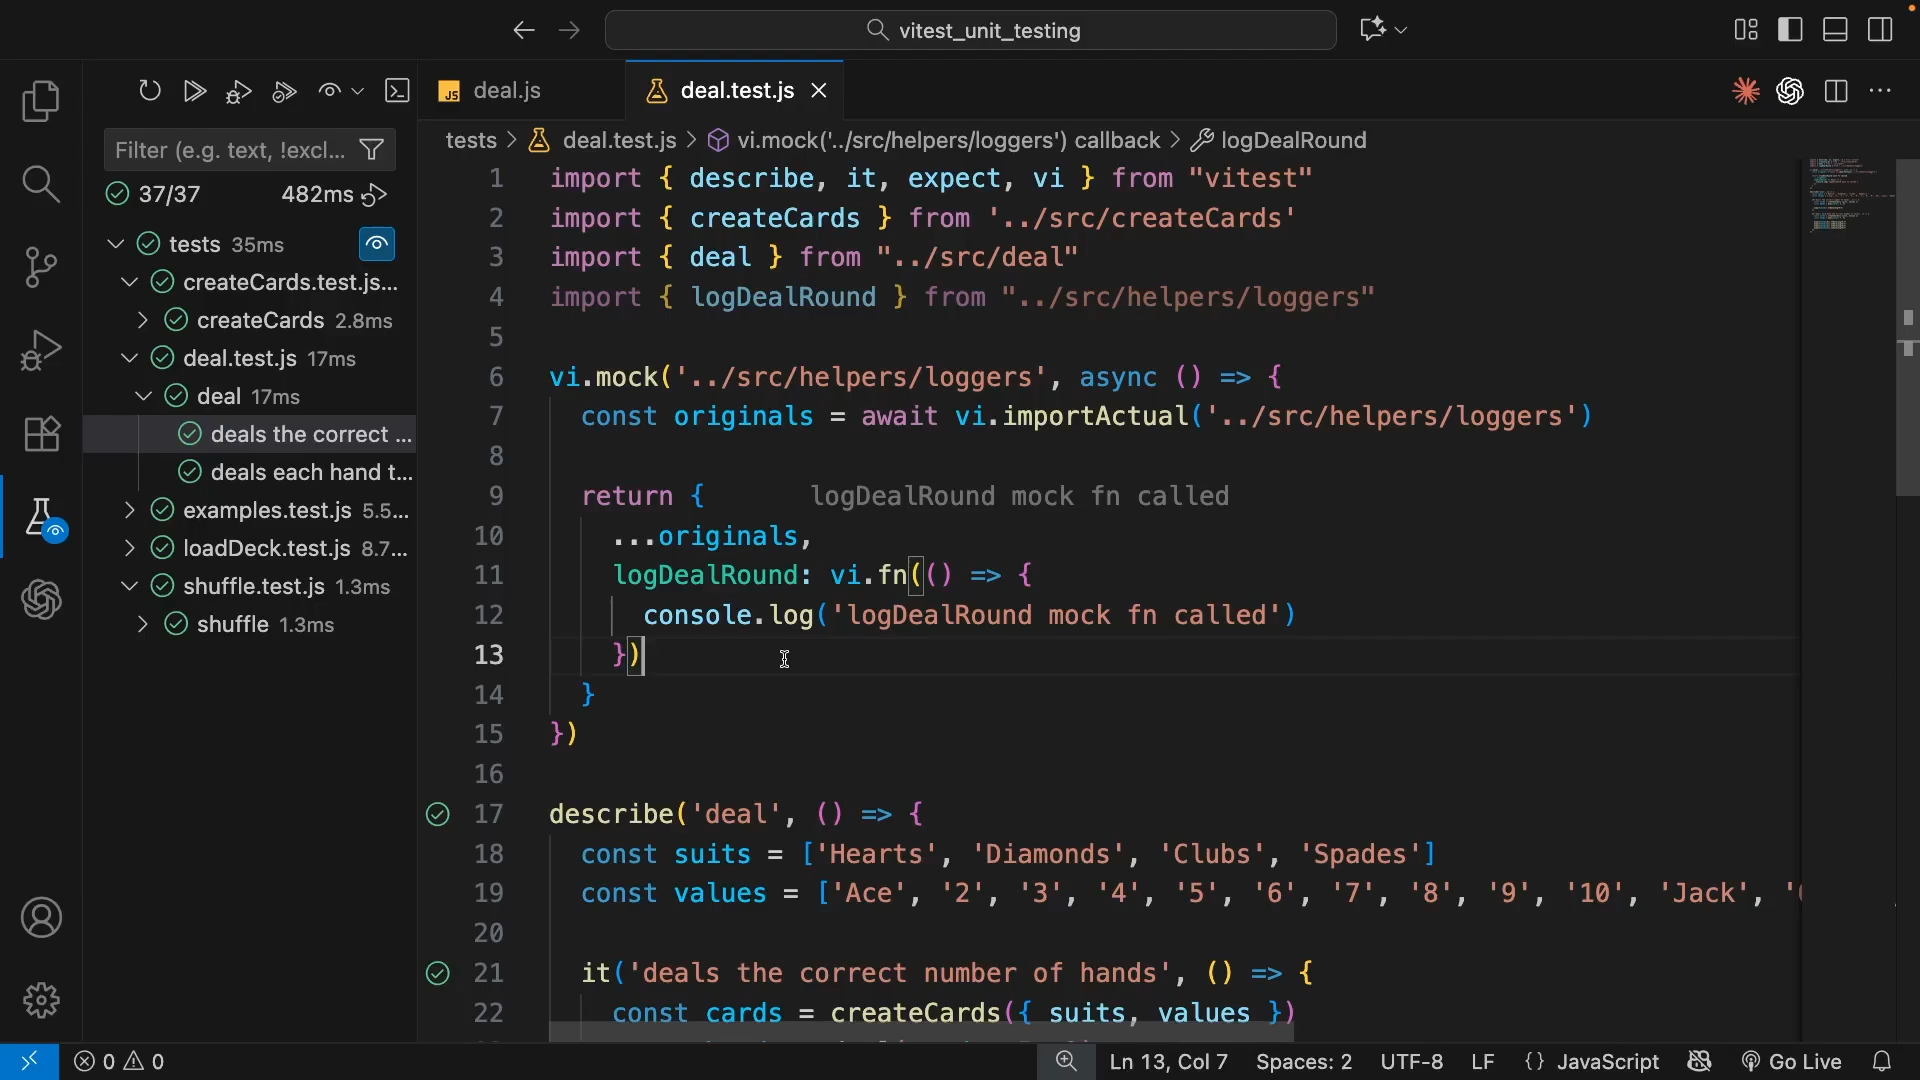 vitest_unit_testing
deal.js
deal.test.js
tests > deal.test.js > vi.mock('../src/helpers/loggers') callback > logDealRound
Filter (e.g. text, !excl...
37/37 482ms
tests 35ms
createCards.test.js...
createCards 2.8ms
deal.test.js 17ms
deal 17ms
deals the correct ...
deals each hand t...
examples.test.js 5.5...
loadDeck.test.js 8.7...
shuffle.test.js 1.3ms
shuffle 1.3ms
1 import { describe, it, expect, vi } from "vitest"
2 import { createCards } from '../src/createCards'
3 import { deal } from "../src/deal"
4 import { logDealRound } from "../src/helpers/loggers"
5
6 vi.mock('../src/helpers/loggers', async () => {
7 const originals = await vi.importActual('../src/helpers/loggers')
8
9 return { logDealRound mock fn called
10 ...originals,
11 logDealRound: vi.fn(() => {
12 console.log('logDealRound mock fn called')
13 })
14 }
15 })
16
17 describe('deal', () => {
18 const suits = ['Hearts', 'Diamonds', 'Clubs', 'Spades']
19 const values = ['Ace', '2', '3', '4', '5', '6', '7', '8', '9', '10', 'Jack', '
20
21 it('deals the correct number of hands', () => {
22 const cards = createCards({ suits, values })
0 0
Ln 13, Col 7 Spaces: 2 UTF-8 LF {} JavaScript Go Live